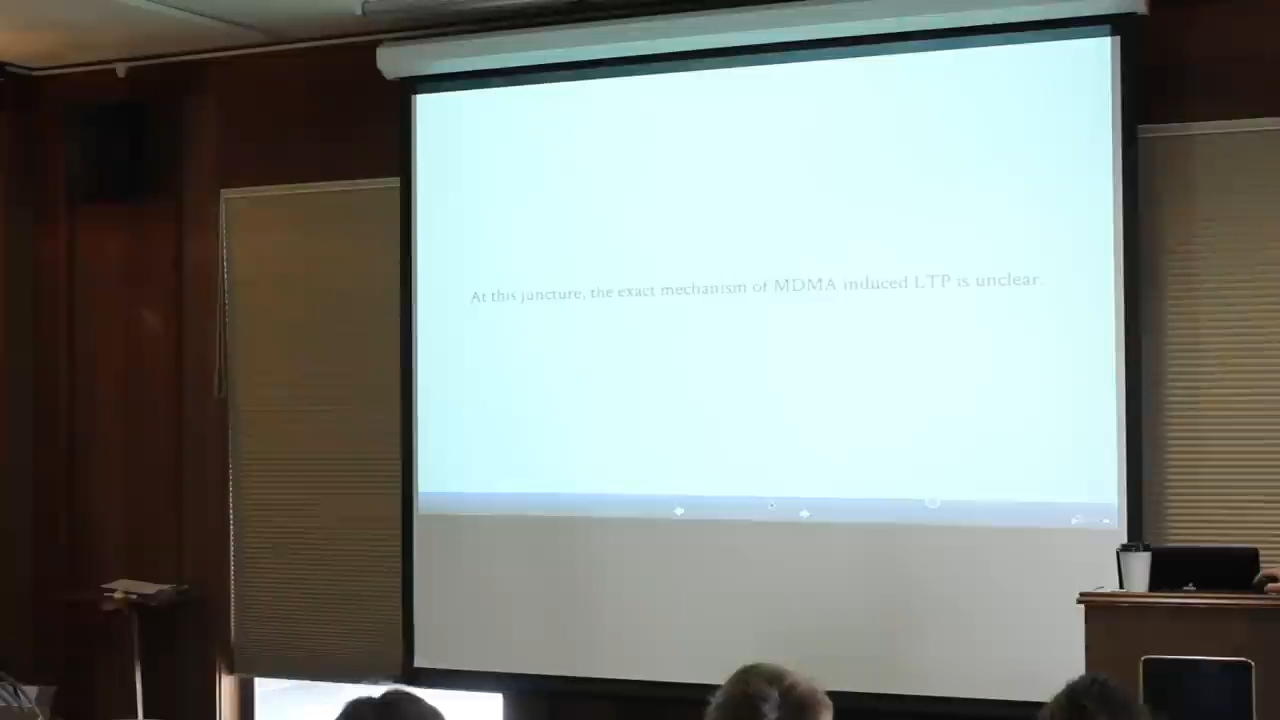 At this juncture, the exact mechanism of MDMA induced LTP is unclear.